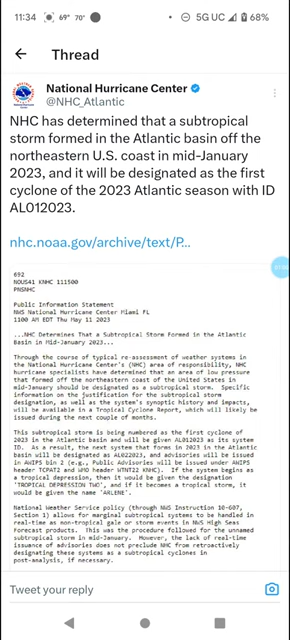 11:34 69° 70° 5G UC 68%
Thread
National Hurricane Center
@NHC_Atlantic
NHC has determined that a subtropical
storm formed in the Atlantic basin off the
northeastern U.S. coast in mid-January
2023, and it will be designated as the first
cyclone of the 2023 Atlantic season with ID
AL012023.
nhc.noaa.gov/archive/text/P...
692
NOUS41 KNHC 111500
PNSNHC
Public Information Statement
NWS National Hurricane Center Miami FL
1100 AM EDT Thu May 11 2023
...NHC Determines That a Subtropical Storm Formed in the Atlantic
Basin in Mid-January 2023...
Through the course of typical re-assessment of weather systems in
the National Hurricane Center's (NHC) area of responsibility, NHC
hurricane specialists have determined that an area of low pressure
that formed off the northeastern coast of the United States in
mid-January should be designated as a subtropical storm. Specific
information on the justification for the subtropical storm
designation, as well as the system's synoptic history and impacts,
will be available in a Tropical Cyclone Report, which will likely be
issued during the next couple of months.
This subtropical storm is being numbered as the first cyclone of
2023 in the Atlantic basin and will be given AL012023 as its system
ID. As a result, the next system that forms in 2023 in the Atlantic
basin will be designated as AL022023, and advisories will be issued
in AWIPS bin 2 (e.g., Public Advisories will be issued under AWIPS
header TCPAT2 and WMO header WTNT32 KNHC). If the system begins as
a tropical depression, then it would be given the designation
'TROPICAL DEPRESSION TWO', and if it becomes a tropical storm, it
would be given the name 'ARLENE'.
National Weather Service policy (through NWS Instruction 10-607,
Section 1) allows for marginal subtropical systems to be handled in
real-time as non-tropical gale or storm events in NWS High Seas
Forecast products. This was the procedure followed for the unnamed
subtropical storm in mid-January. However, the lack of real-time
issuance of advisories does not preclude NHC from retroactively
designating these systems as a subtropical cyclones in
post-analysis, if necessary.
Tweet your reply